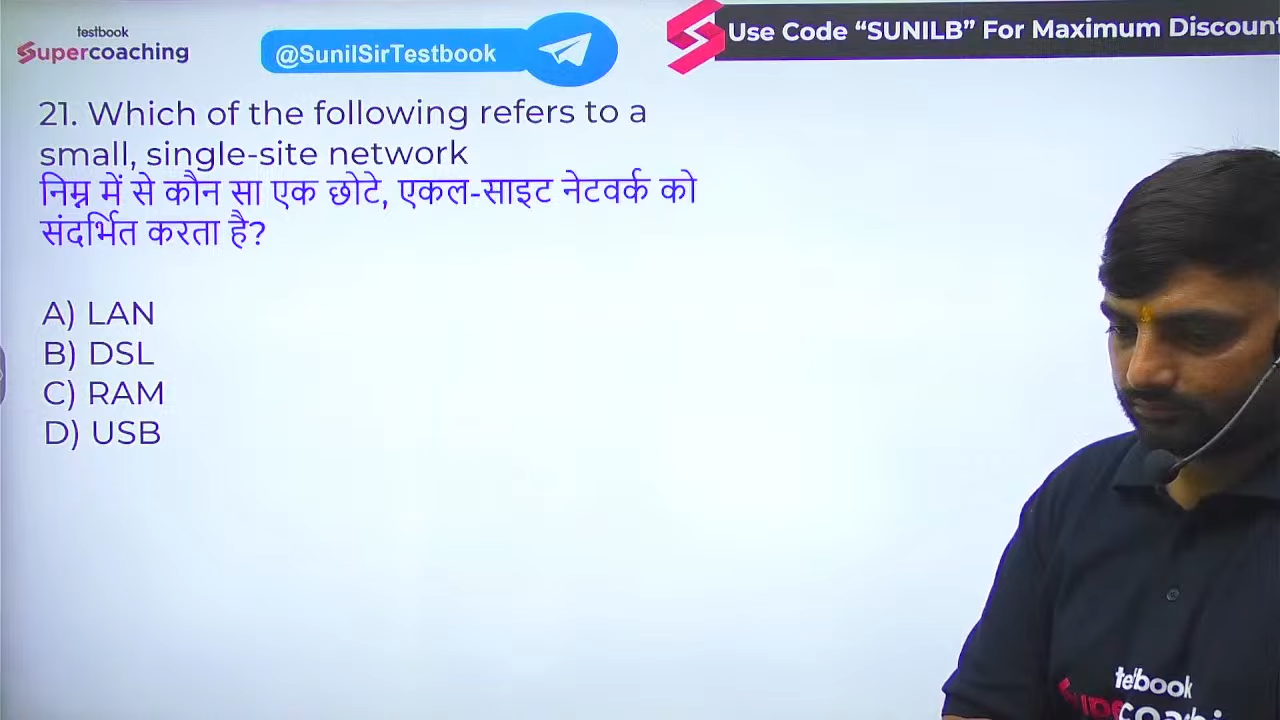 testbook
Supercoaching
@SunilSirTestbook
Use Code “SUNILB” For Maximum Discount
21. Which of the following refers to a
small, single-site network
निम्न में से कौन सा एक छोटे, एकल-साइट नेटवर्क को
संदर्भित करता है?
A) LAN
B) DSL
C) RAM
D) USB
testbook